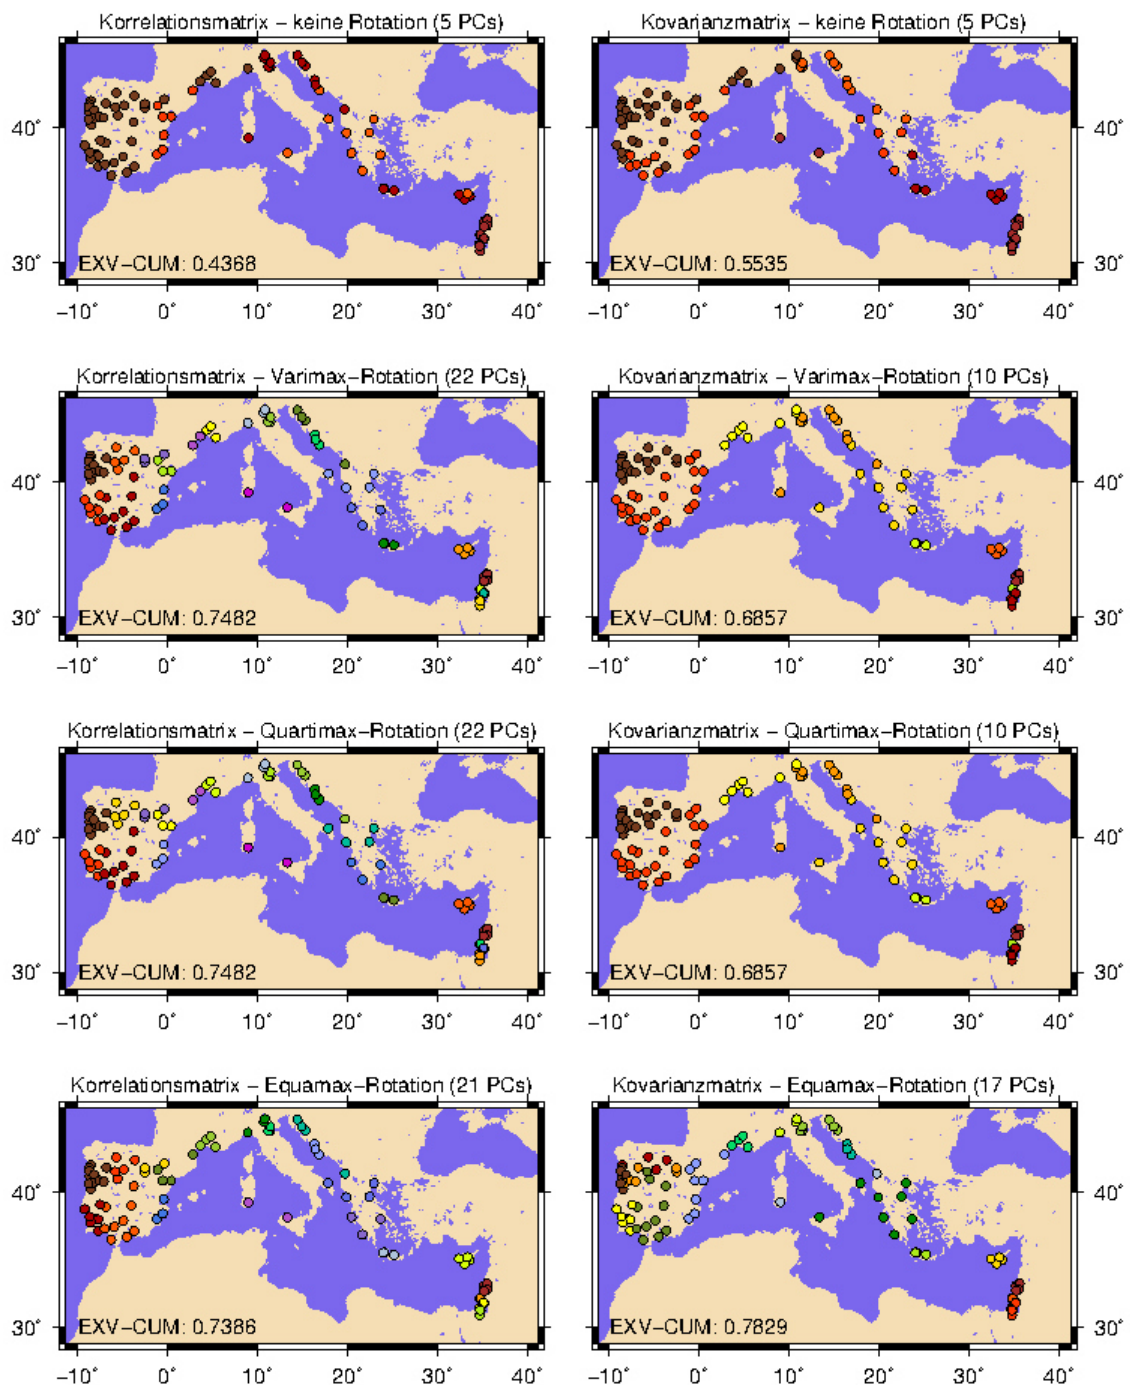 Korrelationsmatrix – keine Rotation (5 PCs)
Kovarianzmatrix – keine Rotation (5 PCs)
40° 40°
EXV–CUM: 0.4368
EXV–CUM: 0.5535
30° 30°
–10° 0° 10° 20° 30° 40°
–10° 0° 10° 20° 30° 40°
Korrelationsmatrix – Varimax–Rotation (22 PCs)
Kovarianzmatrix – Varimax–Rotation (10 PCs)
40° 40°
EXV–CUM: 0.7482
EXV–CUM: 0.6857
30° 30°
–10° 0° 10° 20° 30° 40°
–10° 0° 10° 20° 30° 40°
Korrelationsmatrix – Quartimax–Rotation (22 PCs)
Kovarianzmatrix – Quartimax–Rotation (10 PCs)
40° 40°
EXV–CUM: 0.7482
EXV–CUM: 0.6857
30° 30°
–10° 0° 10° 20° 30° 40°
–10° 0° 10° 20° 30° 40°
Korrelationsmatrix – Equamax–Rotation (21 PCs)
Kovarianzmatrix – Equamax–Rotation (17 PCs)
40° 40°
EXV–CUM: 0.7386
EXV–CUM: 0.7829
30° 30°
–10° 0° 10° 20° 30° 40°
–10° 0° 10° 20° 30° 40°